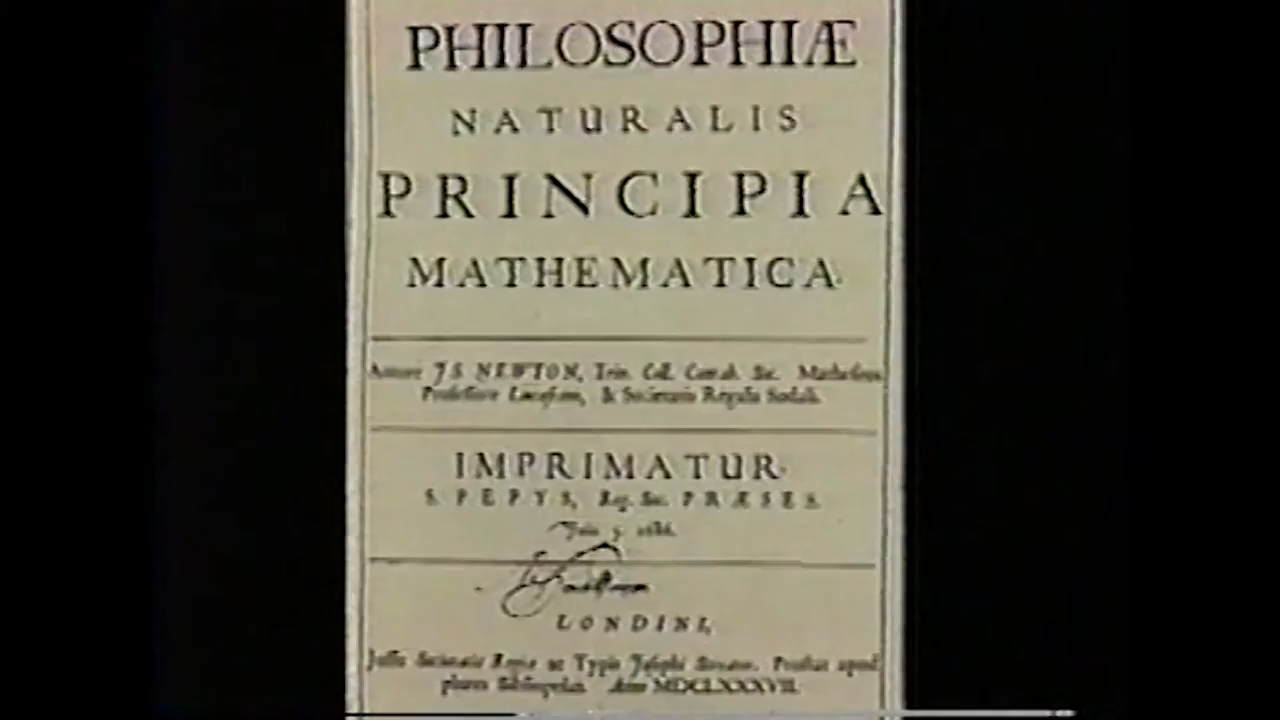 PHILOSOPHIÆ
NATURALIS
PRINCIPIA
MATHEMATICA.
Autore JS. NEWTON, Trin. Coll. Cantab. Soc. Matheseos
Professore Lucasiano, & Societatis Regalis Sodali.
IMPRIMATUR.
S. PEPYS, Reg. Soc. PRÆSES.
1686.
LONDINI,
Jussu Societatis Regiæ ac Typis Josephi Streater. Prostat apud
plures Bibliopolas. Anno MDCLXXXVII.